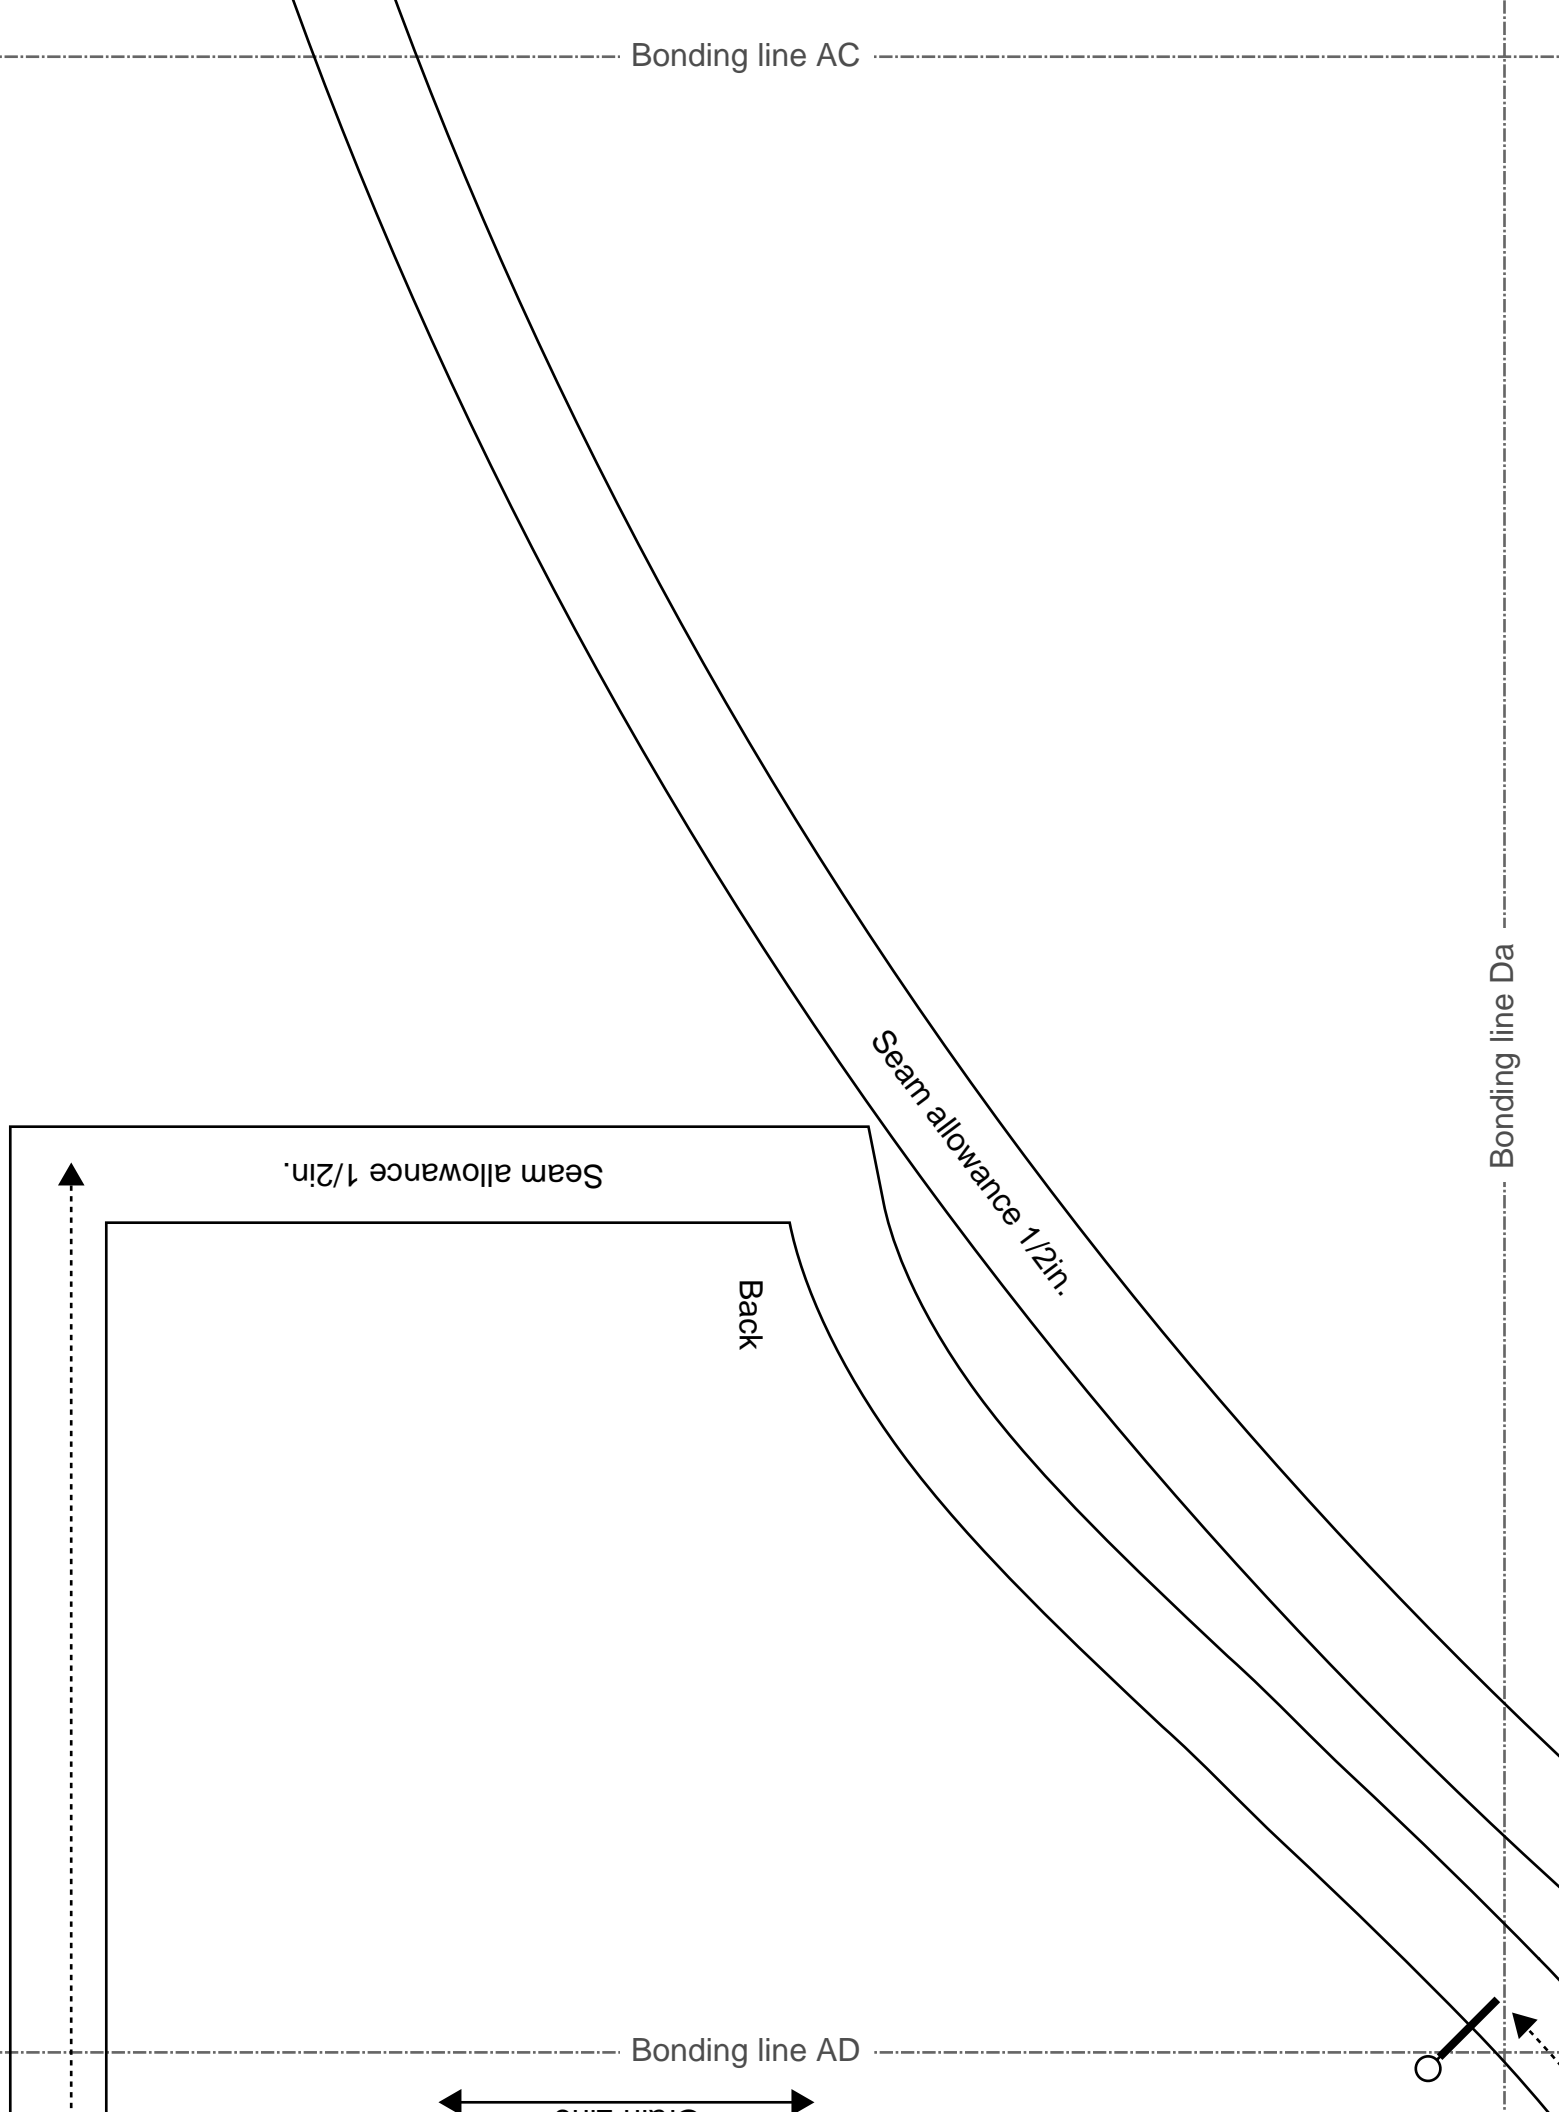 Bonding line AC
Bonding line Da
Seam allowance 1/2in.
Seam allowance 1/2in.
Back
Bonding line AD